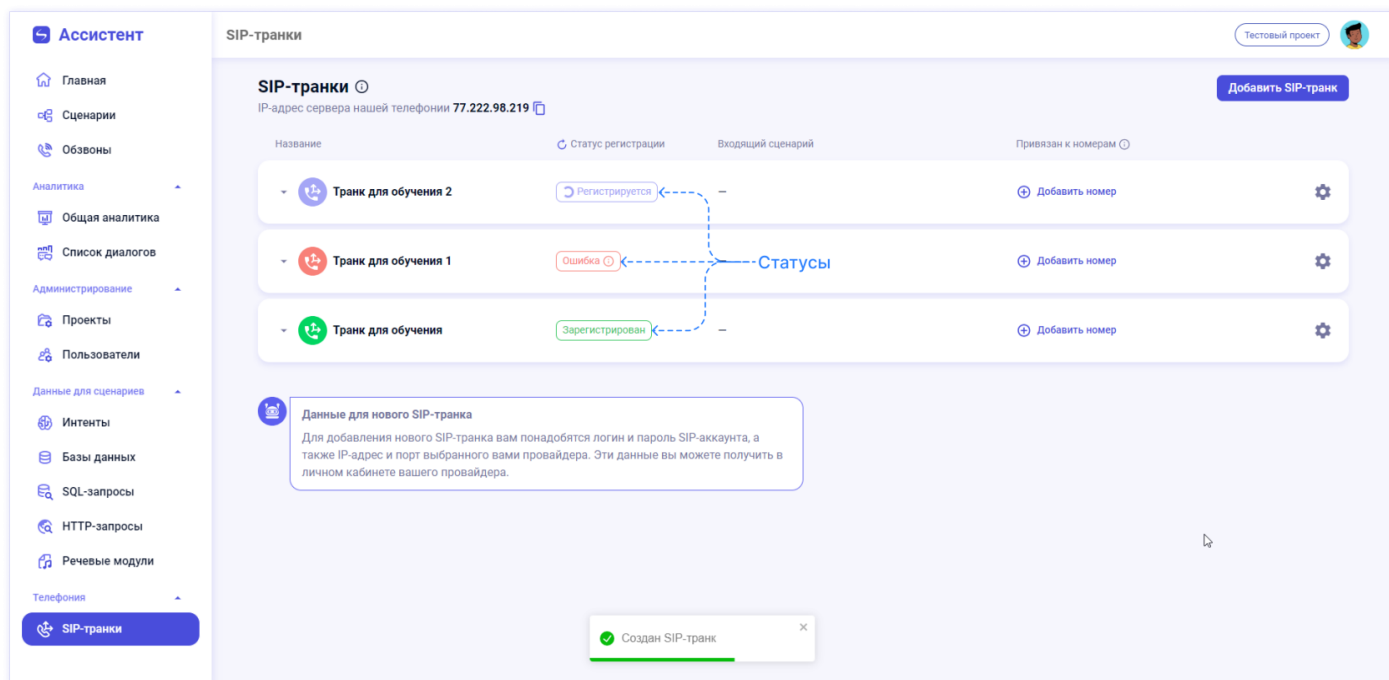 Ассистент
SIP-транки
Тестовый проект
Главная
Сценарии
Обзвоны
Аналитика
Общая аналитика
Список диалогов
Администрирование
Проекты
Пользователи
Данные для сценариев
Интенты
Базы данных
SQL-запросы
HTTP-запросы
Речевые модули
Телефония
SIP-транки
SIP-транки
Добавить SIP-транк
IP-адрес сервера нашей телефонии 77.222.98.219
Название Статус регистрации Входящий сценарий Привязан к номерам
Транк для обучения 2 Регистрируется – Добавить номер
Транк для обучения 1 Ошибка – Статусы Добавить номер
Транк для обучения Зарегистрирован – Добавить номер
Данные для нового SIP-транка
Для добавления нового SIP-транка вам понадобятся логин и пароль SIP-аккаунта, а
также IP-адрес и порт выбранного вами провайдера. Эти данные вы можете получить в
личном кабинете вашего провайдера.
Создан SIP-транк